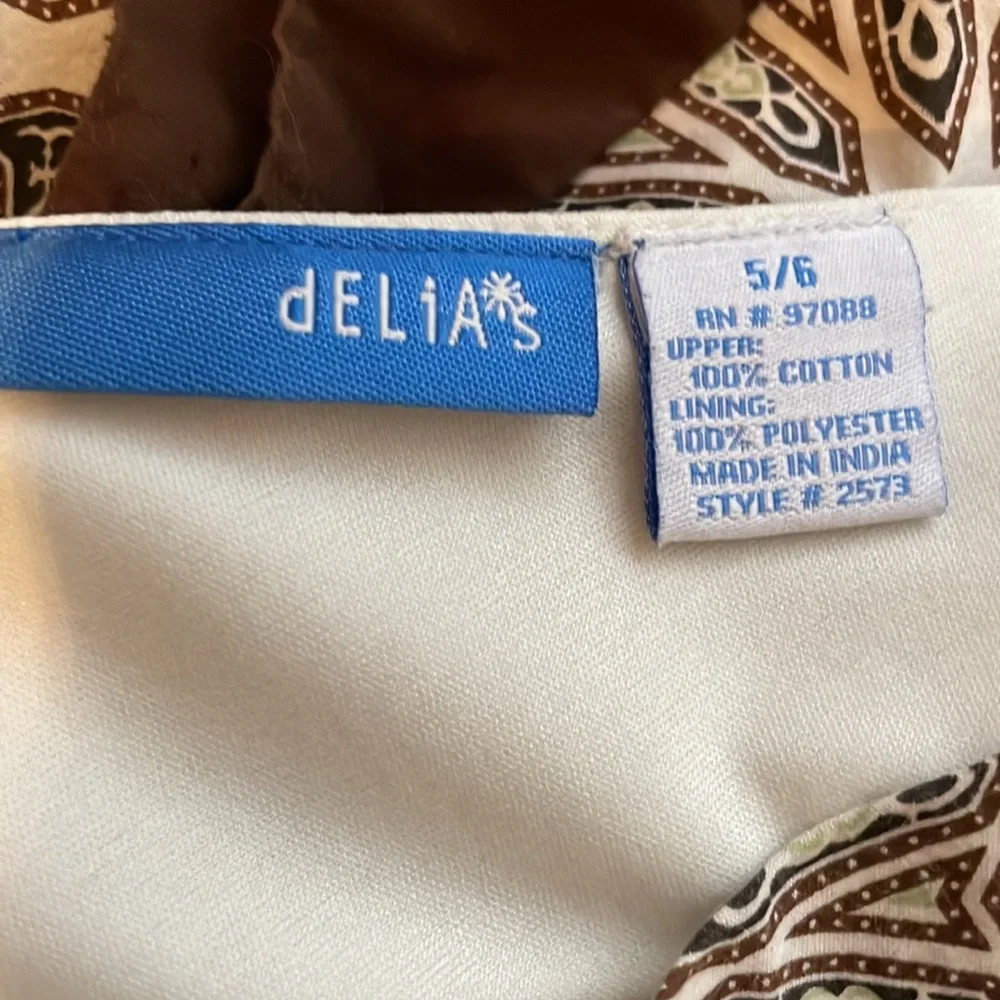 dELiA*s
5/6
RN # 97088
UPPER:
100% COTTON
LINING:
100% POLYESTER
MADE IN INDIA
STYLE # 2573